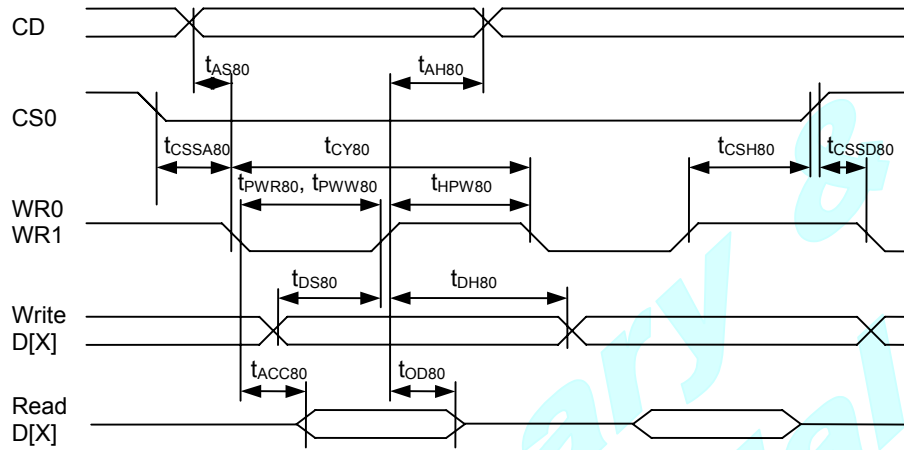 CD
tAS80 tAH80
CS0
tCSSA80 tCY80 tCSH80 tCSSD80
tPWR80, tPWW80 tHPW80
WR0
WR1
tDS80 tDH80
Write
D[X]
tACC80 tOD80
Read
D[X]